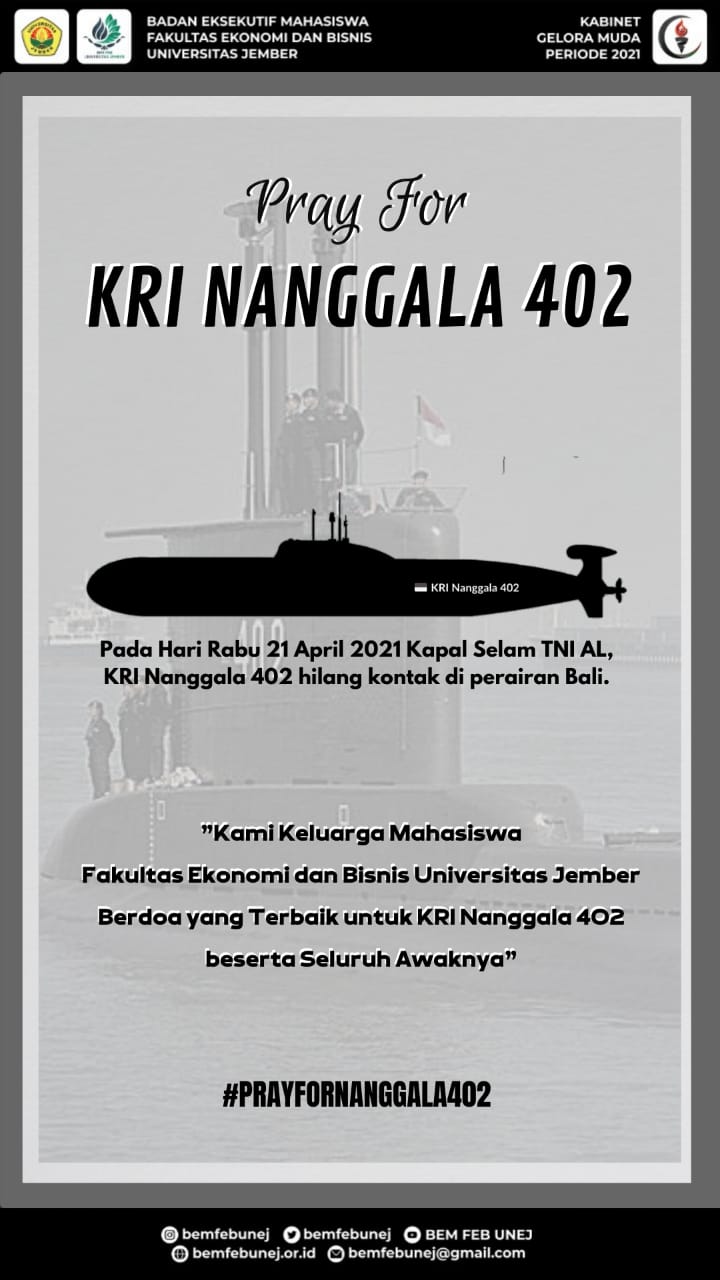 BADAN EKSEKUTIF MAHASISWA
FAKULTAS EKONOMI DAN BISNIS
UNIVERSITAS JEMBER
KABINET
GELORA MUDA
PERIODE 2021
Pray For
KRI NANGGALA 402
KRI Nanggala 402
Pada Hari Rabu 21 April 2021 Kapal Selam TNI AL,
KRI Nanggala 402 hilang kontak di perairan Bali.
402
"Kami Keluarga Mahasiswa
Fakultas Ekonomi dan Bisnis Universitas Jember
Berdoa yang Terbaik untuk KRI Nanggala 402
beserta Seluruh Awaknya"
#PRAYFORNANGGALA402
bemfebunej bemfebunej BEM FEB UNEJ
bemfebunej.or.id bemfebunej@gmail.com